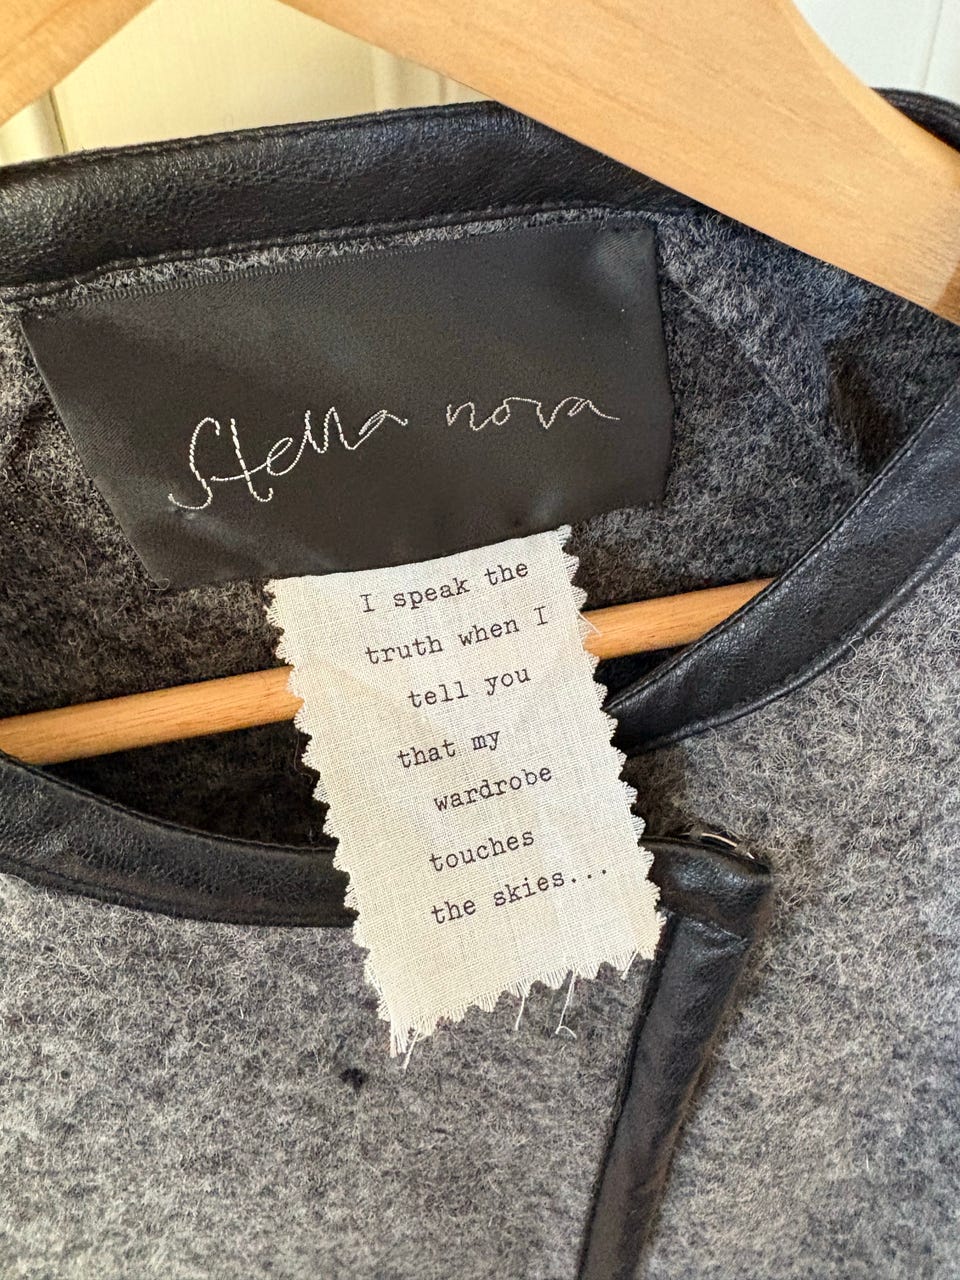 Stella nova
I speak the
truth when I
tell you
that my
wardrobe
touches
the skies...